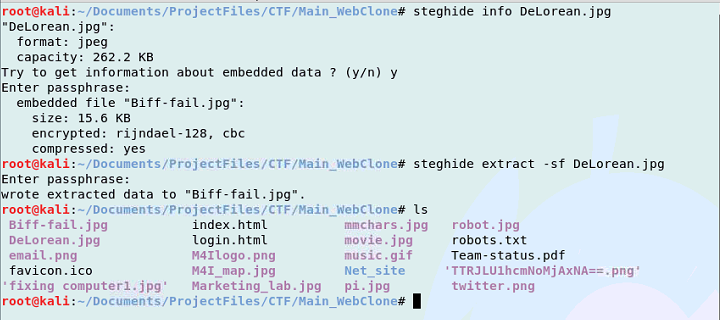 root@kali:~/Documents/ProjectFiles/CTF/Main_WebClone# steghide info DeLorean.jpg
"DeLorean.jpg":
  format: jpeg
  capacity: 262.2 KB
Try to get information about embedded data ? (y/n) y
Enter passphrase:
  embedded file "Biff-fail.jpg":
    size: 15.6 KB
    encrypted: rijndael-128, cbc
    compressed: yes
root@kali:~/Documents/ProjectFiles/CTF/Main_WebClone# steghide extract -sf DeLorean.jpg
Enter passphrase:
wrote extracted data to "Biff-fail.jpg".
root@kali:~/Documents/ProjectFiles/CTF/Main_WebClone# ls
 Biff-fail.jpg          index.html          mmchars.jpg   robot.jpg
 DeLorean.jpg           login.html          movie.jpg     robots.txt
 email.png              M4Ilogo.png         music.gif     Team-status.pdf
 favicon.ico            M4I_map.jpg         Net_site     'TTRJLU1hcmNoMjAxNA==.png'
'fixing computer1.jpg'  Marketing_lab.jpg   pi.jpg        twitter.png
root@kali:~/Documents/ProjectFiles/CTF/Main_WebClone#